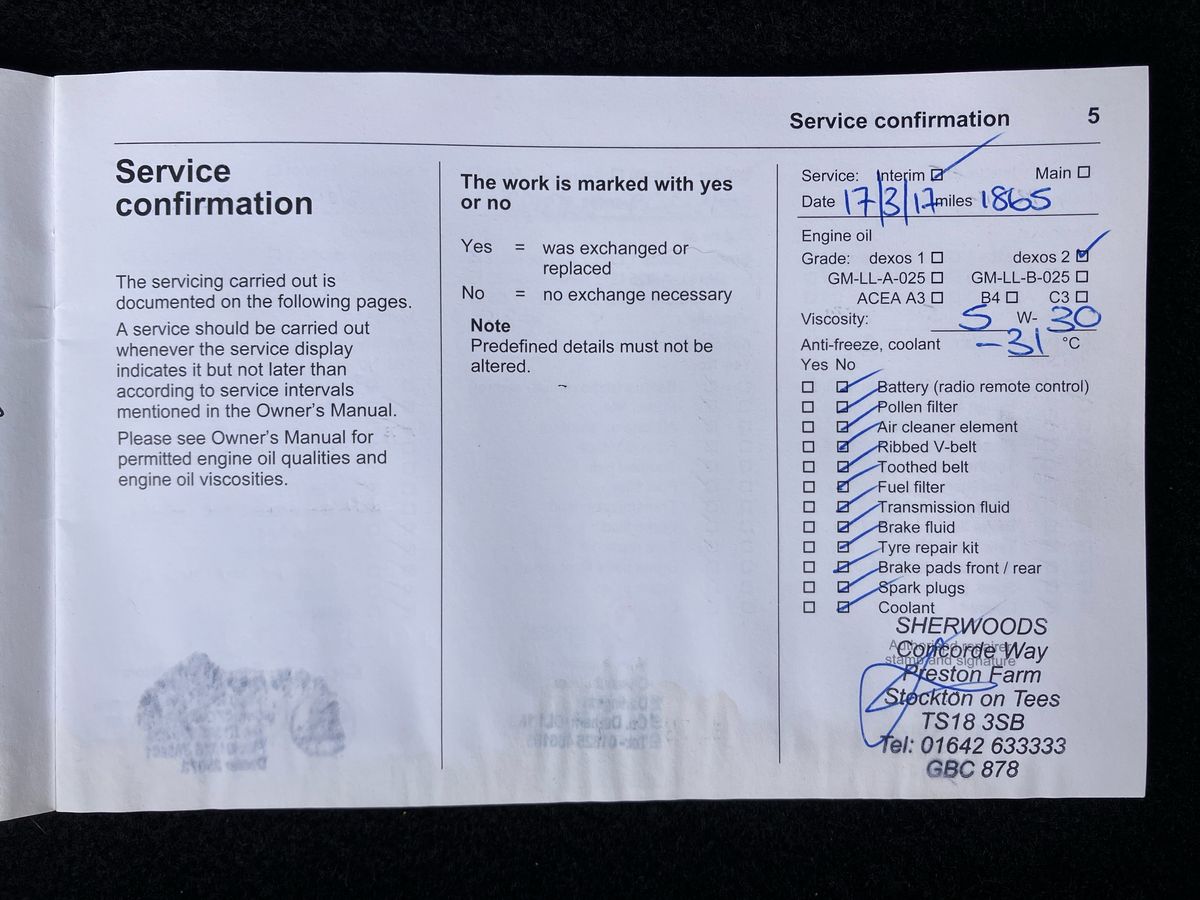 Service confirmation 5
Service
confirmation
The servicing carried out is
documented on the following pages.
A service should be carried out
whenever the service display
indicates it but not later than
according to service intervals
mentioned in the Owner's Manual.
Please see Owner's Manual for
permitted engine oil qualities and
engine oil viscosities.
The work is marked with yes
or no
Yes = was exchanged or
replaced
No = no exchange necessary
Note
Predefined details must not be
altered.
Service: Interim ☑ Main ☐
Date 17/3/17 miles 1865
Engine oil
Grade: dexos 1 ☐ dexos 2 ☑
GM-LL-A-025 ☐ GM-LL-B-025 ☐
ACEA A3 ☐ B4 ☐ C3 ☐
Viscosity: 5 W- 30
Anti-freeze, coolant -31 °C
Yes No
☐ ☑ Battery (radio remote control)
☐ ☑ Pollen filter
☐ ☑ Air cleaner element
☐ ☑ Ribbed V-belt
☐ ☑ Toothed belt
☐ ☑ Fuel filter
☐ ☑ Transmission fluid
☐ ☑ Brake fluid
☐ ☑ Tyre repair kit
☐ ☑ Brake pads front / rear
☐ ☑ Spark plugs
☐ ☑ Coolant
SHERWOODS
Concorde Way
stamp and signature
Preston Farm
Stockton on Tees
TS18 3SB
Tel: 01642 633333
GBC 878